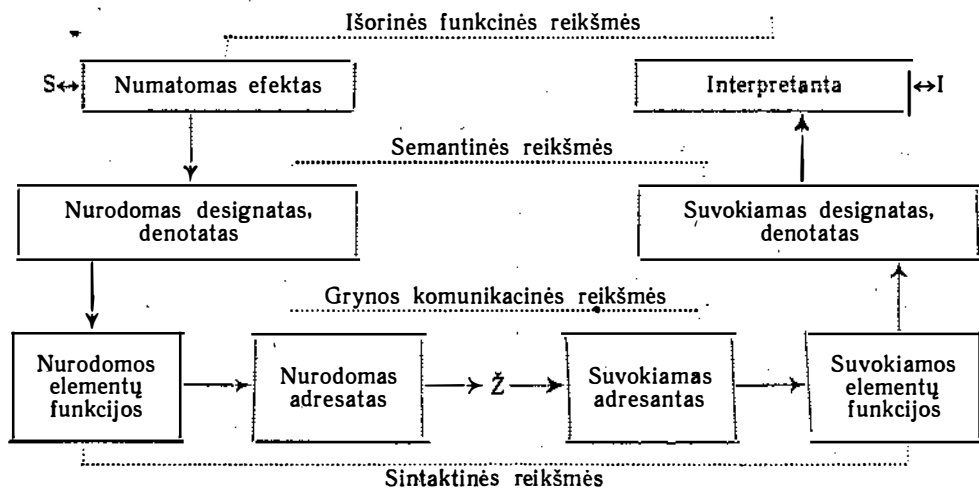 Išorinės funkcinės reikšmės
S↔ Numatomas efektas
Interpretanta ↔I
Semantinės reikšmės
Nurodomas designatas,
denotatas
Suvokiamas designatas,
denotatas
Grynos komunikacinės reikšmės
Nurodomos
elementų
funkcijos
Nurodomas
adresatas
Ž
Suvokiamas
adresantas
Suvokiamos
elementų
funkcijos
Sintaktinės reikšmės